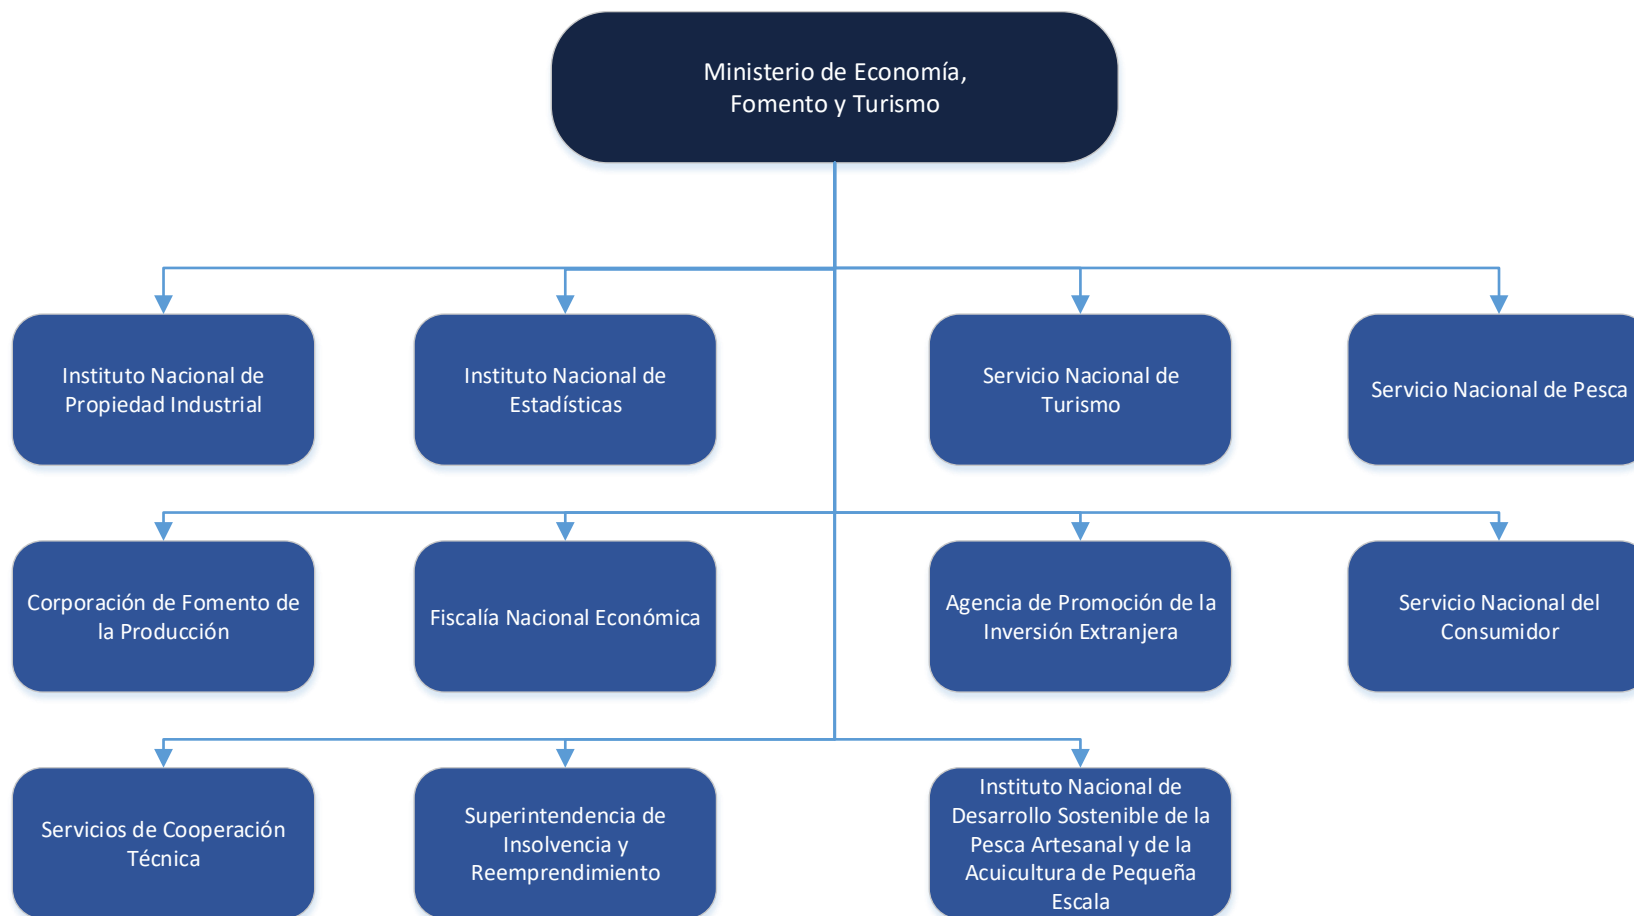 Ministerio de Economía,
Fomento y Turismo
Instituto Nacional de
Propiedad Industrial
Instituto Nacional de
Estadísticas
Servicio Nacional de
Turismo
Servicio Nacional de Pesca
Corporación de Fomento de
la Producción
Fiscalía Nacional Económica
Agencia de Promoción de la
Inversión Extranjera
Servicio Nacional del
Consumidor
Servicios de Cooperación
Técnica
Superintendencia de
Insolvencia y
Reemprendimiento
Instituto Nacional de
Desarrollo Sostenible de la
Pesca Artesanal y de la
Acuicultura de Pequeña
Escala